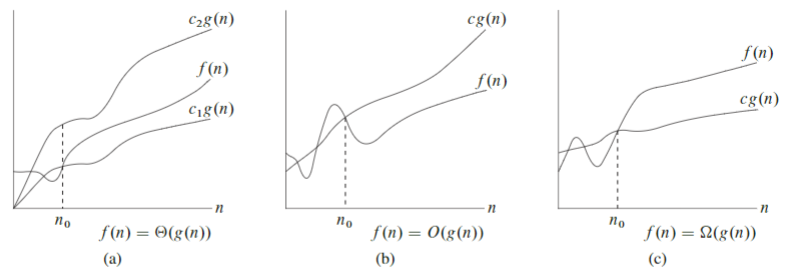 c₂g(n)
f(n)
c₁g(n)
n
n₀
f(n) = Θ(g(n))
(a)
cg(n)
f(n)
n
n₀
f(n) = O(g(n))
(b)
f(n)
cg(n)
n
n₀
f(n) = Ω(g(n))
(c)